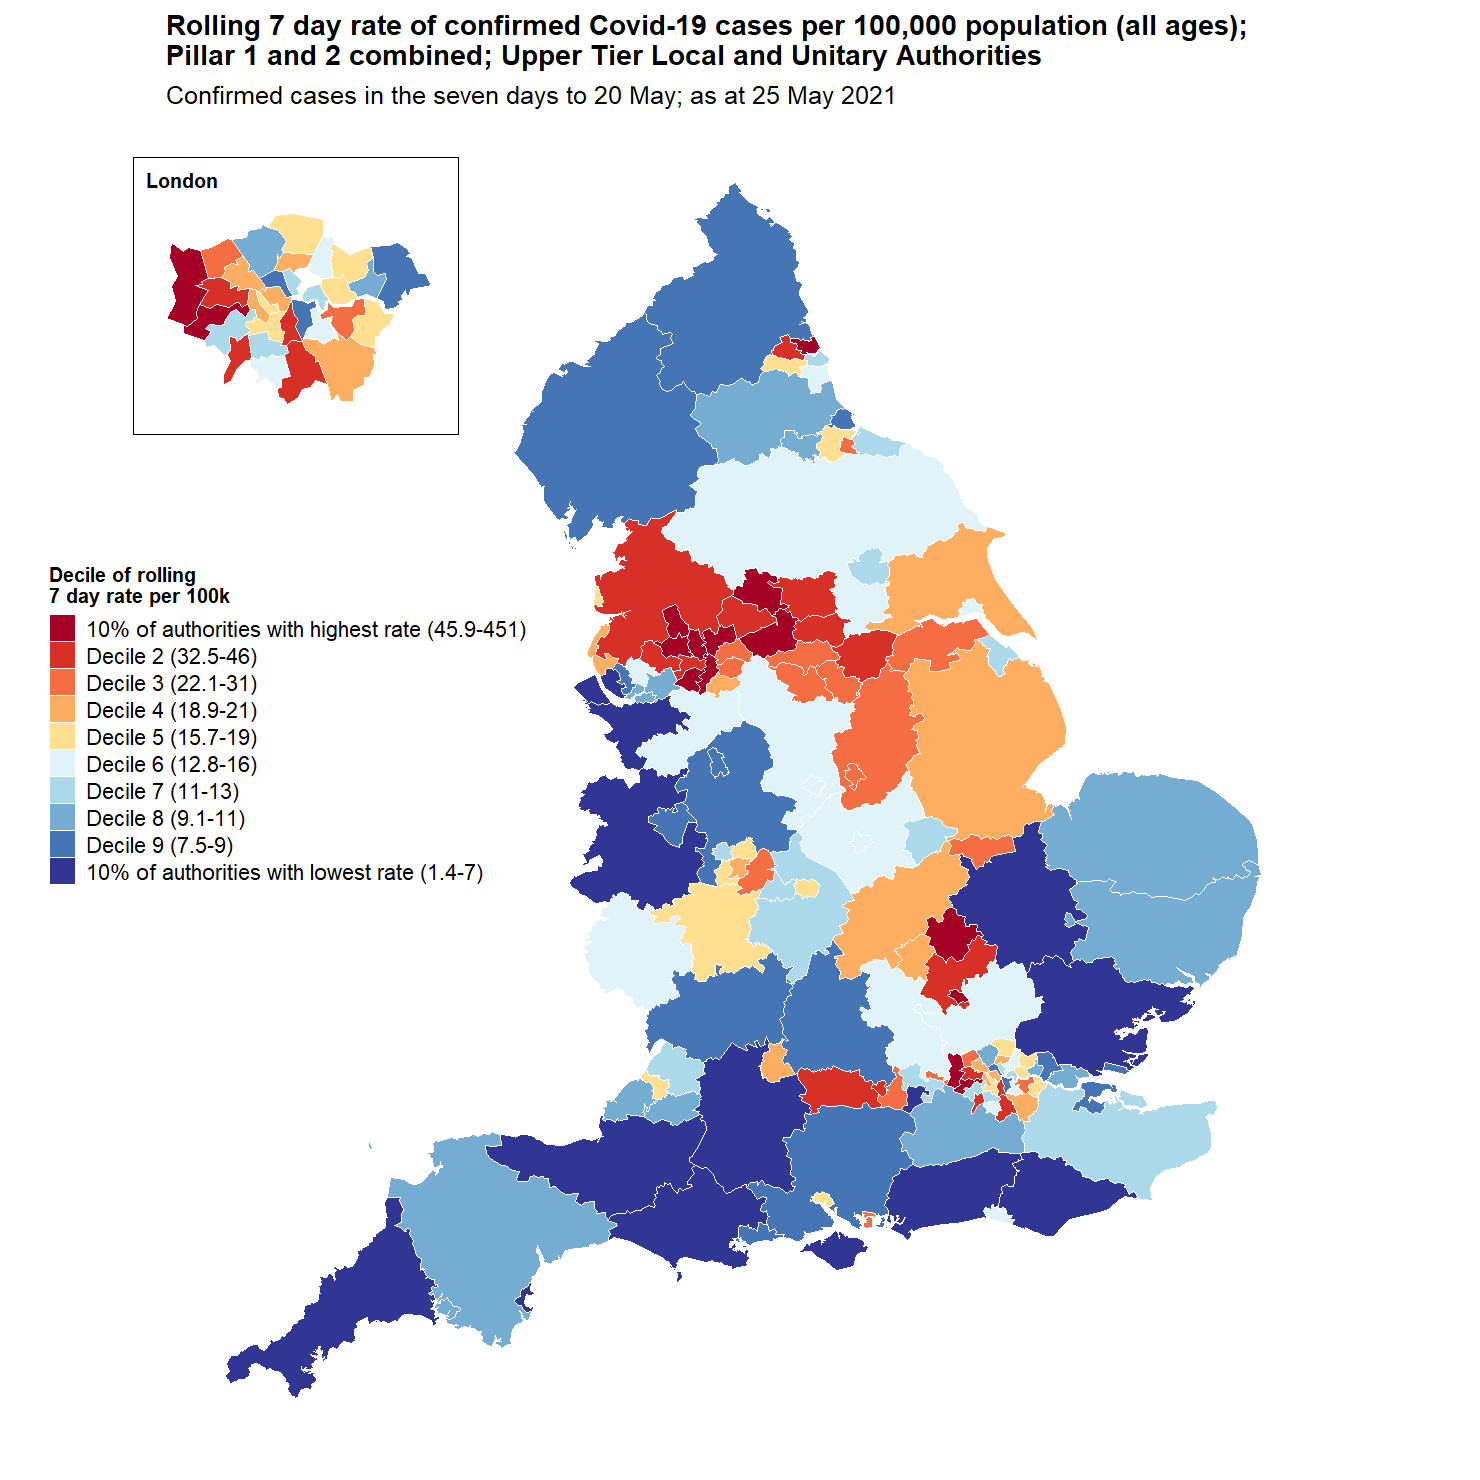 Rolling 7 day rate of confirmed Covid-19 cases per 100,000 population (all ages);
Pillar 1 and 2 combined; Upper Tier Local and Unitary Authorities
Confirmed cases in the seven days to 20 May; as at 25 May 2021
London
Decile of rolling
7 day rate per 100k
10% of authorities with highest rate (45.9-451)
Decile 2 (32.5-46)
Decile 3 (22.1-31)
Decile 4 (18.9-21)
Decile 5 (15.7-19)
Decile 6 (12.8-16)
Decile 7 (11-13)
Decile 8 (9.1-11)
Decile 9 (7.5-9)
10% of authorities with lowest rate (1.4-7)